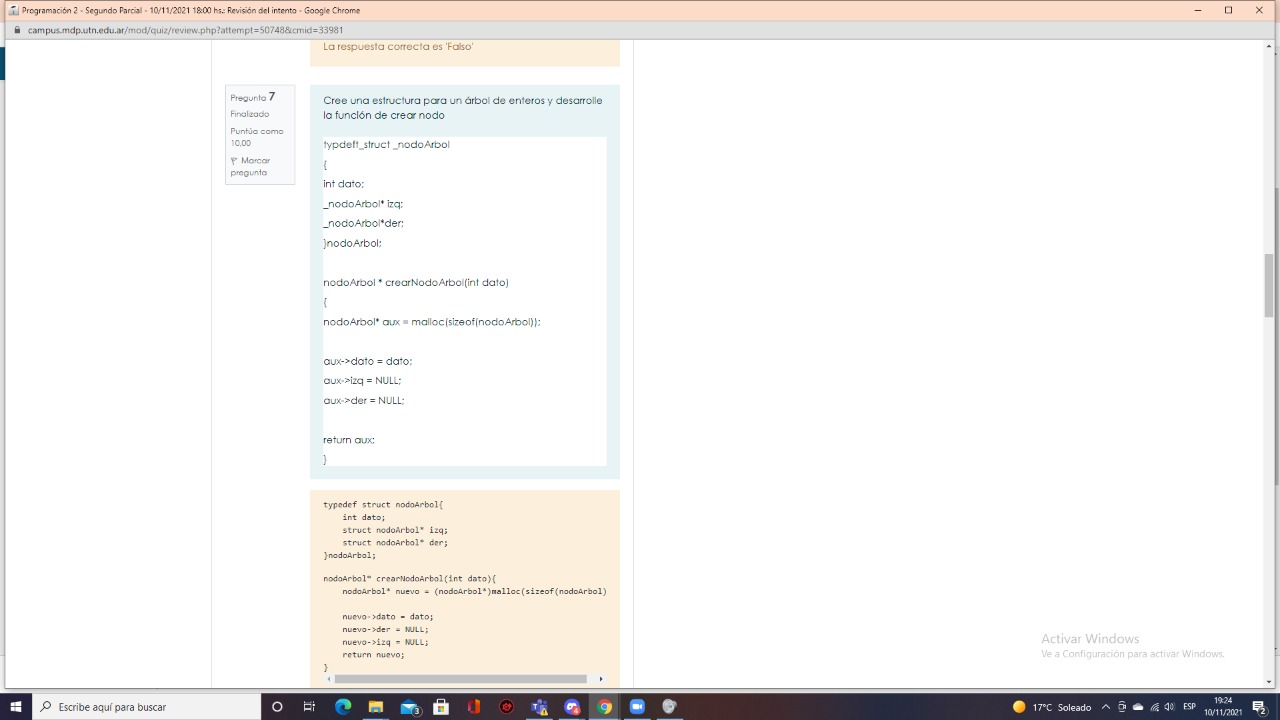 Programación 2 - Segundo Parcial - 10/11/2021 18:00 hs.: Revisión del intento - Google Chrome
campus.mdp.utn.edu.ar/mod/quiz/review.php?attempt=50748&cmid=33981
La respuesta correcta es 'Falso'
Pregunta 7
Finalizado
Puntúa como
10,00
Marcar
pregunta
Cree una estructura para un árbol de enteros y desarrolle
la función de crear nodo
typdeft_struct _nodoArbol
{
int dato;
_nodoArbol* izq;
_nodoArbol*der;
}nodoArbol;
nodoArbol * crearNodoArbol(int dato)
{
nodoArbol* aux = malloc(sizeof(nodoArbol));
aux->dato = dato;
aux->izq = NULL;
aux->der = NULL;
return aux;
}
typedef struct nodoArbol{
int dato;
struct nodoArbol* izq;
struct nodoArbol* der;
}nodoArbol;
nodoArbol* crearNodoArbol(int dato){
nodoArbol* nuevo = (nodoArbol*)malloc(sizeof(nodoArbol)
nuevo->dato = dato;
nuevo->der = NULL;
nuevo->izq = NULL;
return nuevo;
}
Activar Windows
Ve a Configuración para activar Windows.
Escribe aquí para buscar
3
17°C Soleado
ESP
19:24
10/11/2021
2